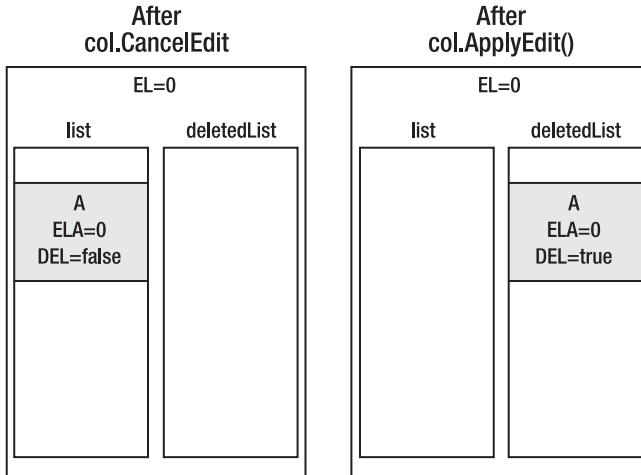 After
col.CancelEdit
EL=0
list deletedList
A
ELA=0
DEL=false
After
col.ApplyEdit()
EL=0
list deletedList
A
ELA=0
DEL=true